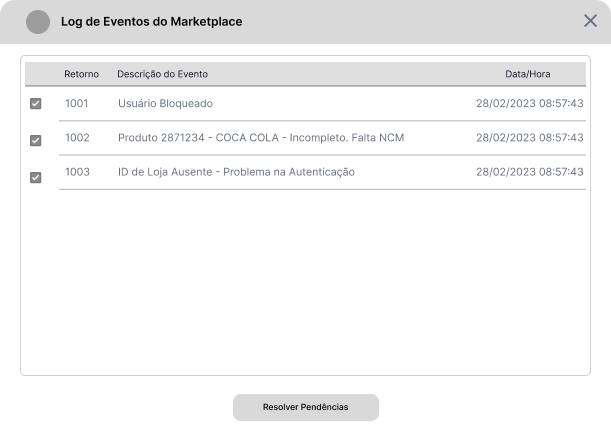 Log de Eventos do Marketplace
Retorno Descrição do Evento Data/Hora
1001 Usuário Bloqueado 28/02/2023 08:57:43
1002 Produto 2871234 - COCA COLA - Incompleto. Falta NCM 28/02/2023 08:57:43
1003 ID de Loja Ausente - Problema na Autenticação 28/02/2023 08:57:43
Resolver Pendências